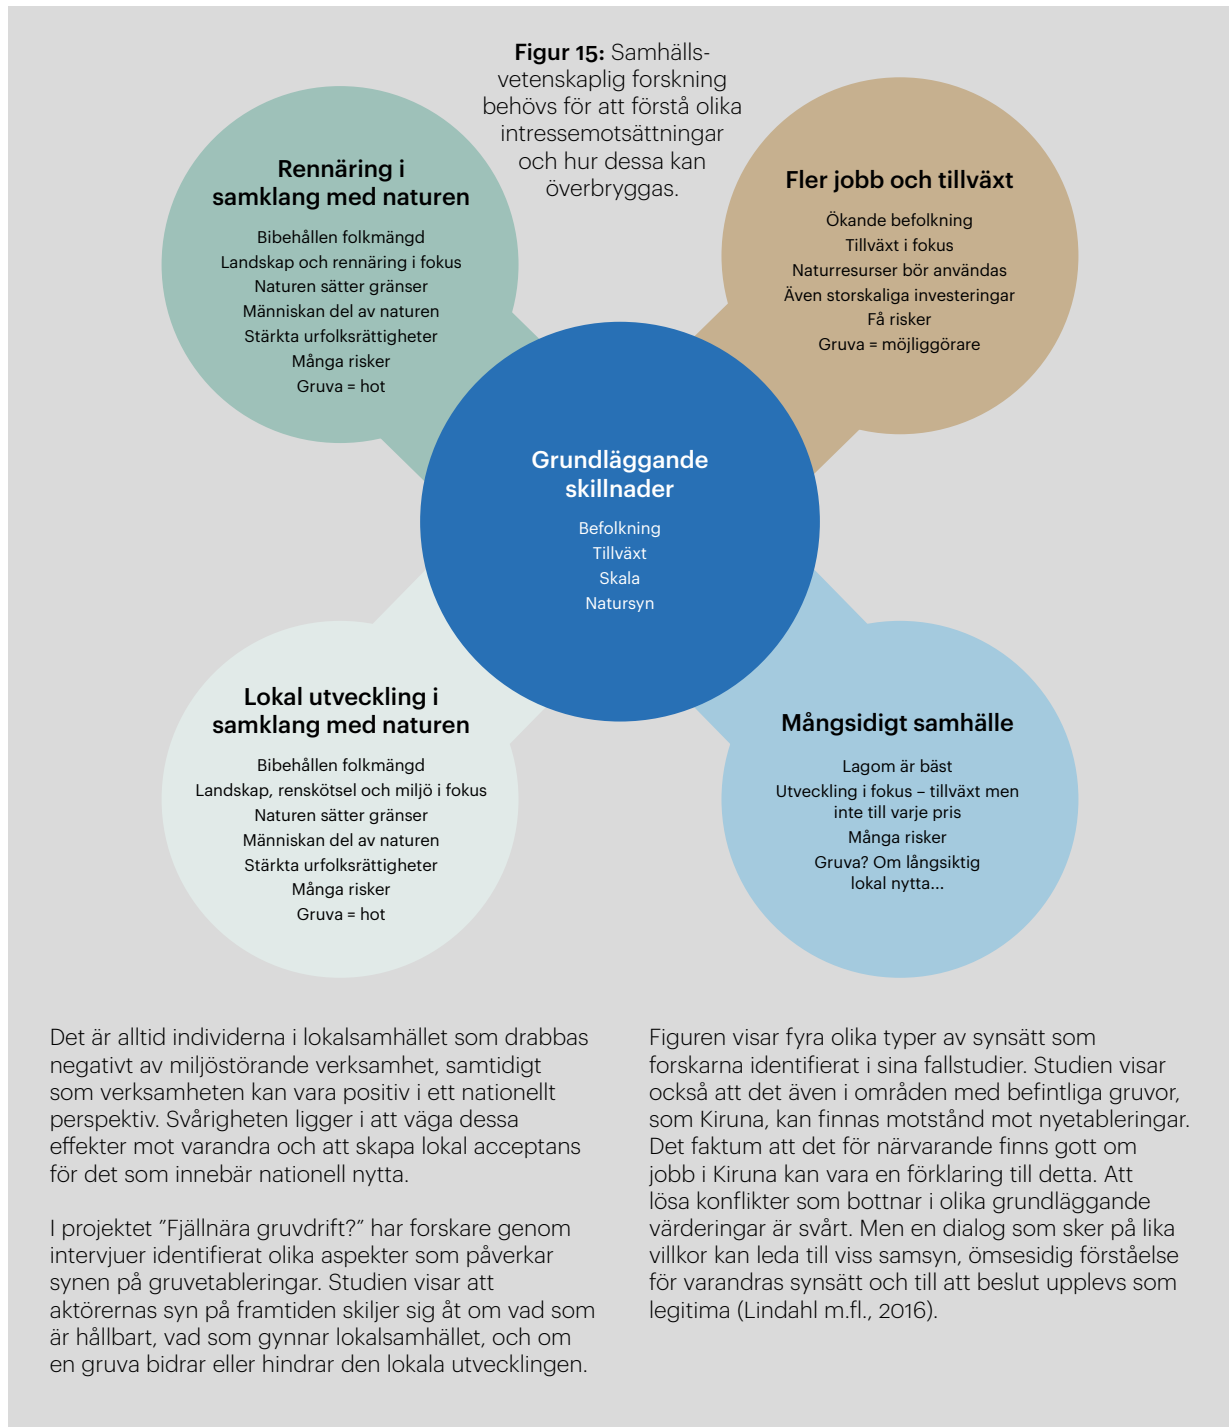 Figur 15: Samhälls-
vetenskaplig forskning
behövs för att förstå olika
intressemotsättningar
och hur dessa kan
överbryggas.
Rennäring i
samklang med naturen
Bibehållen folkmängd
Landskap och rennäring i fokus
Naturen sätter gränser
Människan del av naturen
Stärkta urfolksrättigheter
Många risker
Gruva = hot
Fler jobb och tillväxt
Ökande befolkning
Tillväxt i fokus
Naturresurser bör användas
Även storskaliga investeringar
Få risker
Gruva = möjliggörare
Grundläggande
skillnader
Befolkning
Tillväxt
Skala
Natursyn
Lokal utveckling i
samklang med naturen
Bibehållen folkmängd
Landskap, renskötsel och miljö i fokus
Naturen sätter gränser
Människan del av naturen
Stärkta urfolksrättigheter
Många risker
Gruva = hot
Mångsidigt samhälle
Lagom är bäst
Utveckling i fokus – tillväxt men
inte till varje pris
Många risker
Gruva? Om långsiktig
lokal nytta...
Det är alltid individerna i lokalsamhället som drabbas
negativt av miljöstörande verksamhet, samtidigt
som verksamheten kan vara positiv i ett nationellt
perspektiv. Svårigheten ligger i att väga dessa
effekter mot varandra och att skapa lokal acceptans
för det som innebär nationell nytta.
I projektet ”Fjällnära gruvdrift?” har forskare genom
intervjuer identifierat olika aspekter som påverkar
synen på gruvetableringar. Studien visar att
aktörernas syn på framtiden skiljer sig åt om vad som
är hållbart, vad som gynnar lokalsamhället, och om
en gruva bidrar eller hindrar den lokala utvecklingen.
Figuren visar fyra olika typer av synsätt som
forskarna identifierat i sina fallstudier. Studien visar
också att det även i områden med befintliga gruvor,
som Kiruna, kan finnas motstånd mot nyetableringar.
Det faktum att det för närvarande finns gott om
jobb i Kiruna kan vara en förklaring till detta. Att
lösa konflikter som bottnar i olika grundläggande
värderingar är svårt. Men en dialog som sker på lika
villkor kan leda till viss samsyn, ömsesidig förståelse
för varandras synsätt och till att beslut upplevs som
legitima (Lindahl m.fl., 2016).